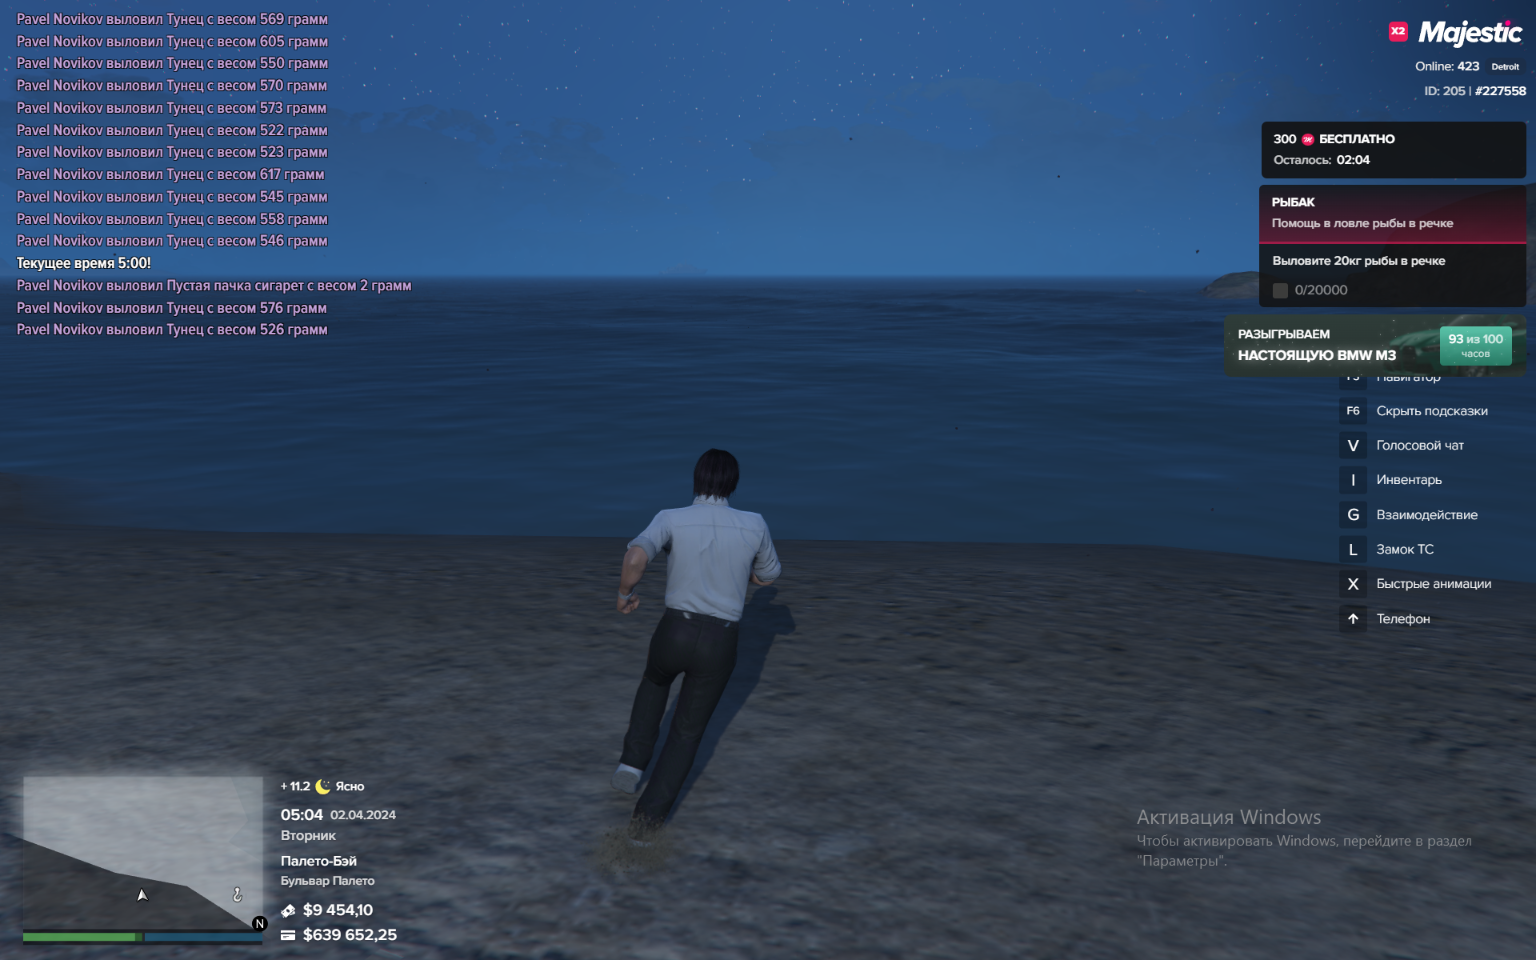 Pavel Novikov выловил Тунец с весом 569 грамм
Pavel Novikov выловил Тунец с весом 605 грамм
Pavel Novikov выловил Тунец с весом 550 грамм
Pavel Novikov выловил Тунец с весом 570 грамм
Pavel Novikov выловил Тунец с весом 573 грамм
Pavel Novikov выловил Тунец с весом 522 грамм
Pavel Novikov выловил Тунец с весом 523 грамм
Pavel Novikov выловил Тунец с весом 617 грамм
Pavel Novikov выловил Тунец с весом 545 грамм
Pavel Novikov выловил Тунец с весом 558 грамм
Pavel Novikov выловил Тунец с весом 546 грамм
Текущее время 5:00!
Pavel Novikov выловил Пустая пачка сигарет с весом 2 грамм
Pavel Novikov выловил Тунец с весом 576 грамм
Pavel Novikov выловил Тунец с весом 526 грамм
X2 Majestic
Online: 423 Detroit
ID: 205 | #227558
300 БЕСПЛАТНО
Осталось: 02:04
РЫБАК
Помощь в ловле рыбы в речке
Выловите 20кг рыбы в речке
0/20000
РАЗЫГРЫВАЕМ
НАСТОЯЩУЮ BMW M3
93 из 100
часов
Навигатор
F6 Скрыть подсказки
V Голосовой чат
I Инвентарь
G Взаимодействие
L Замок ТС
X Быстрые анимации
↑ Телефон
+ 11.2 Ясно
05:04 02.04.2024
Вторник
Палето-Бэй
Бульвар Палето
$9 454,10
$639 652,25
N
Активация Windows
Чтобы активировать Windows, перейдите в раздел
"Параметры".